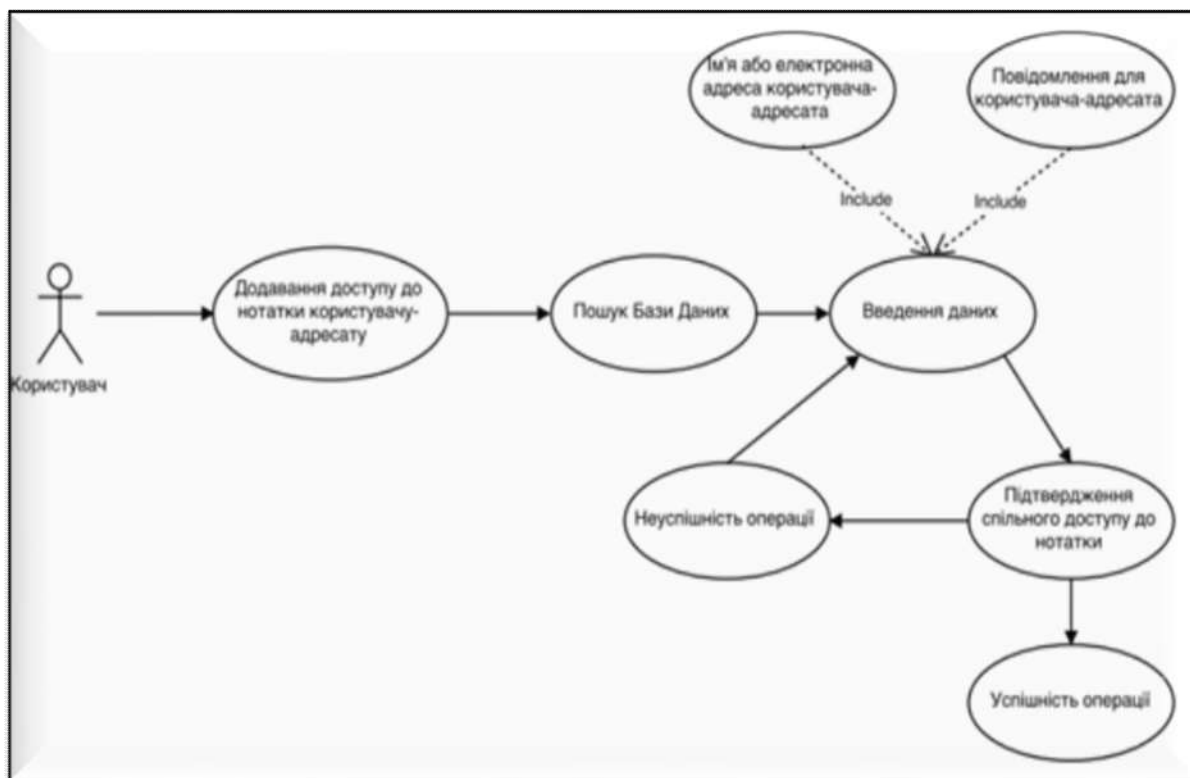 Ім'я або електронна
адреса користувача-
адресата
Повідомлення для
користувача-адресата
Include
Include
Додавання доступу до
нотатки користувачу-
адресату
Пошук Бази Даних
Введення даних
Користувач
Неуспішність операції
Підтвердження
спільного доступу до
нотатки
Успішність операції